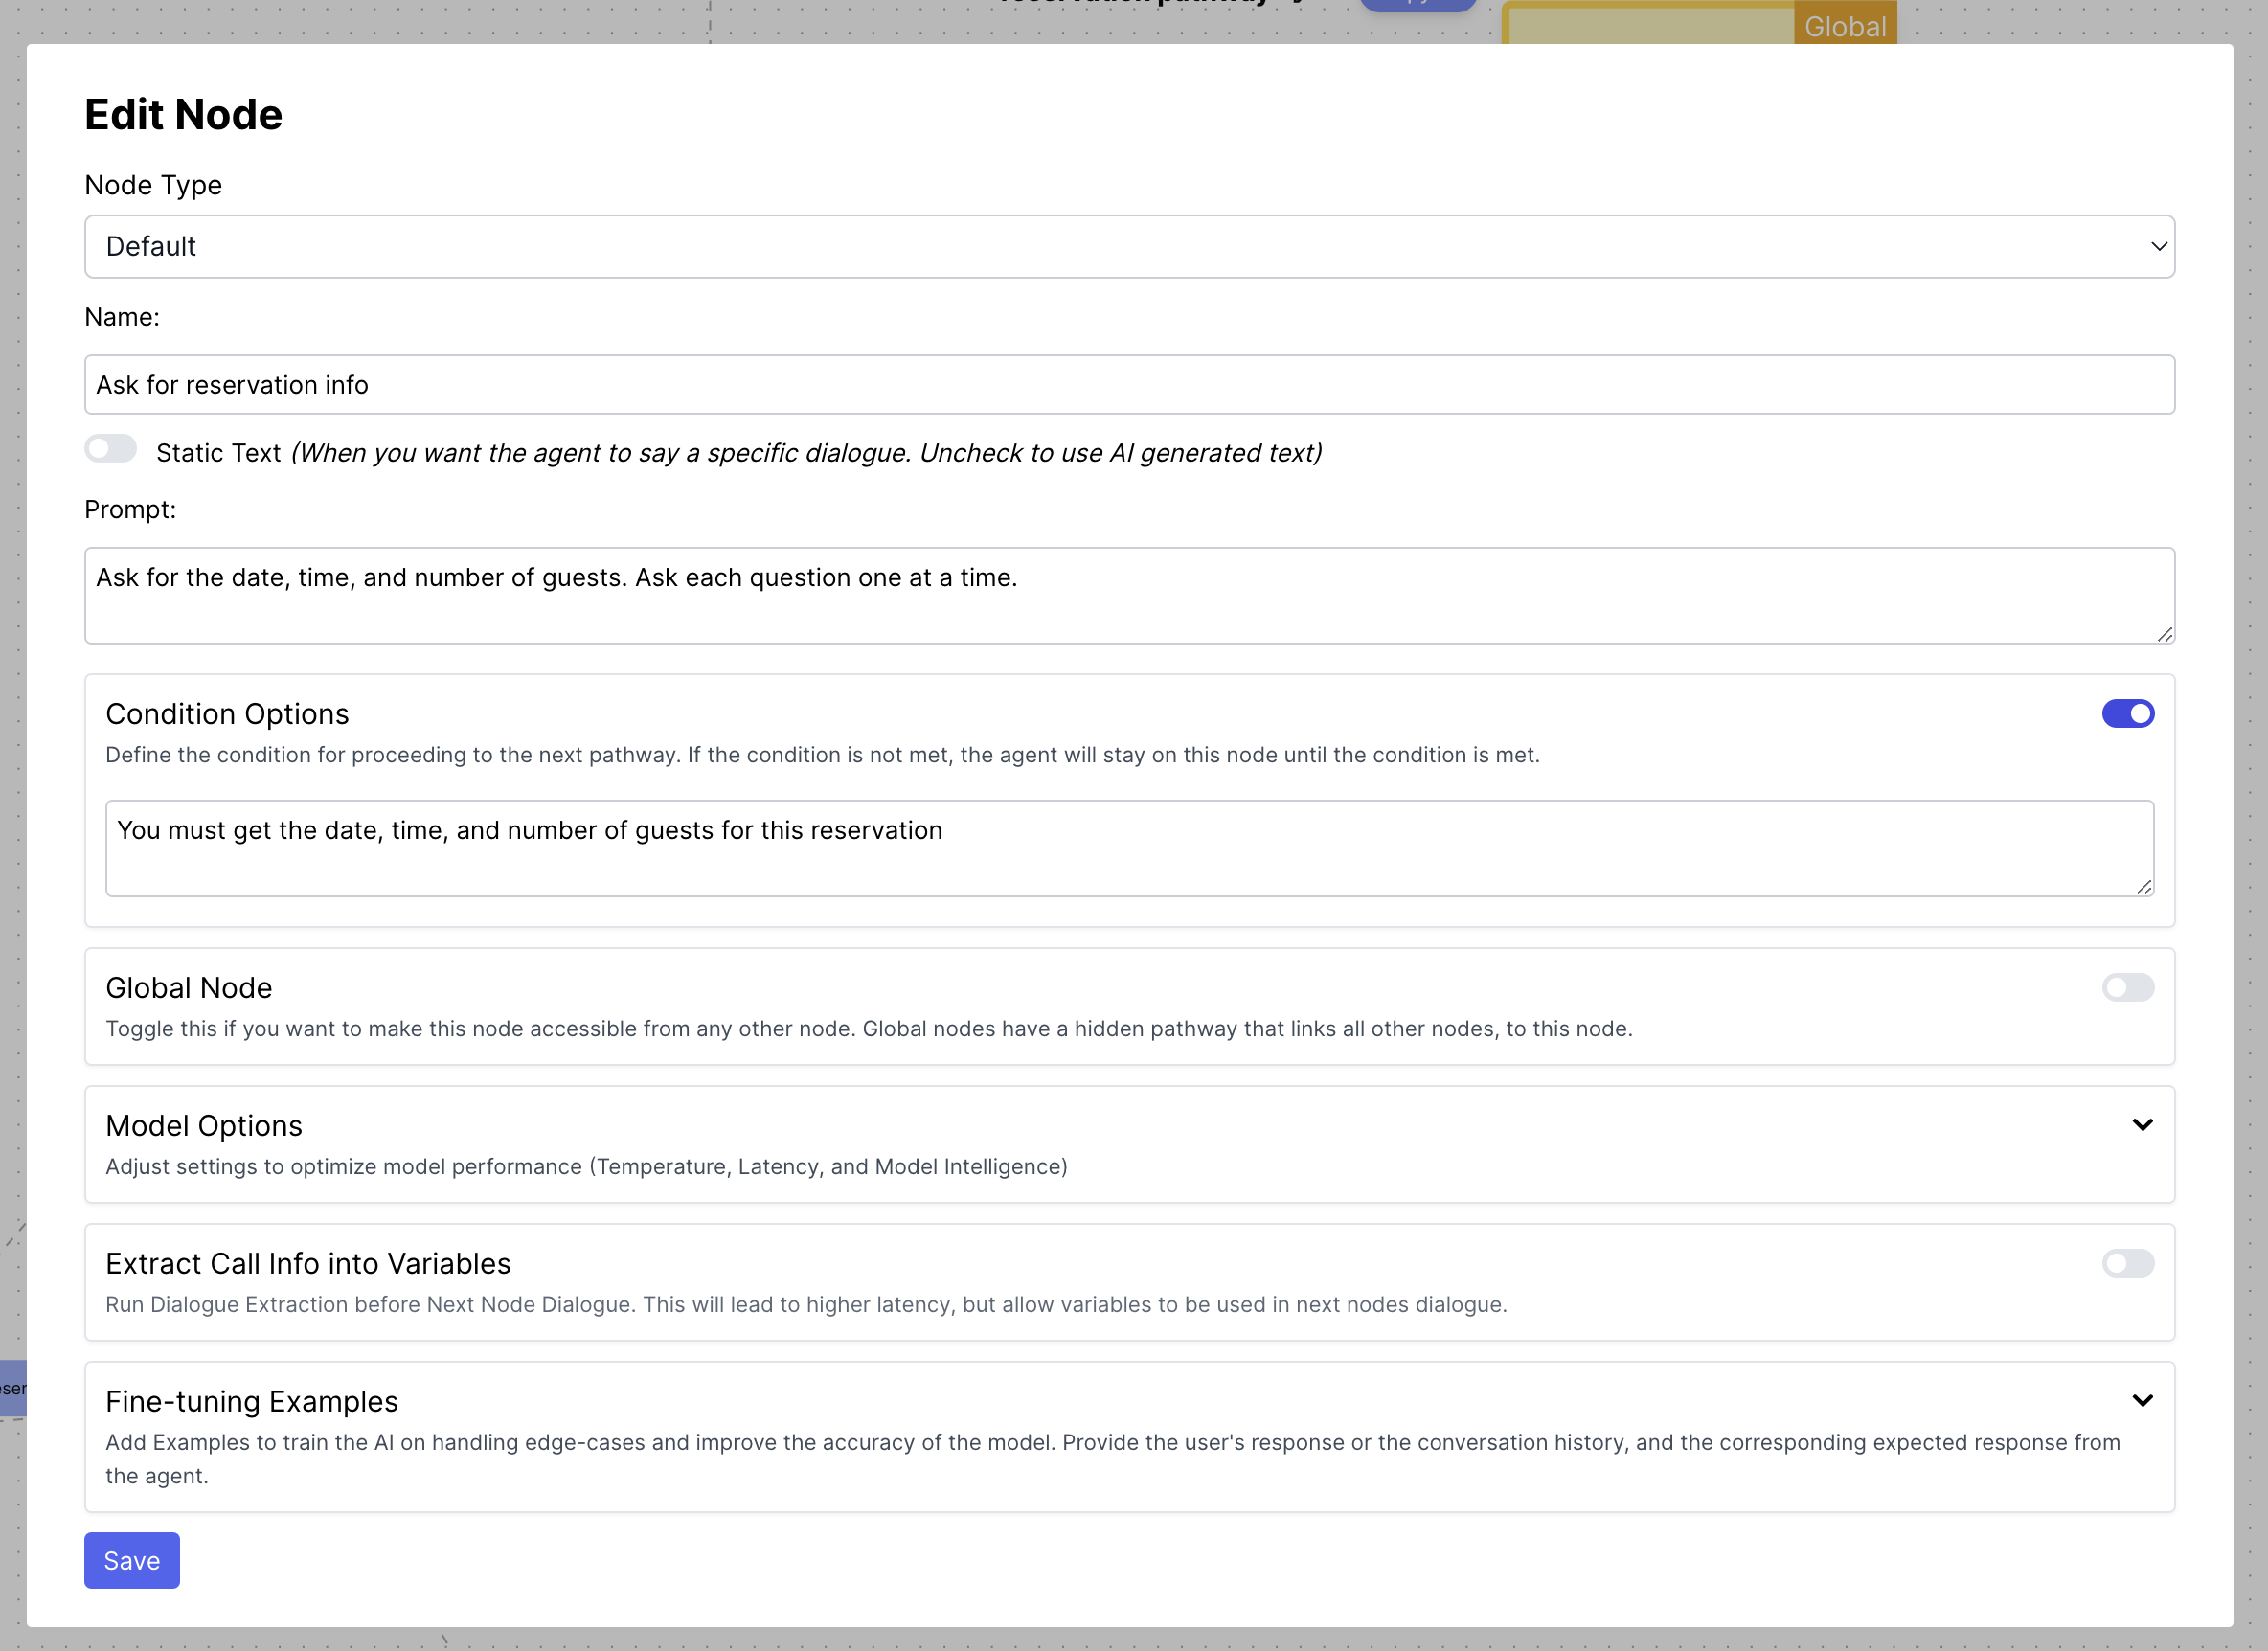 Global
Edit Node
Node Type
Default
Name:
Ask for reservation info
Static Text (When you want the agent to say a specific dialogue. Uncheck to use AI generated text)
Prompt:
Ask for the date, time, and number of guests. Ask each question one at a time.
Condition Options
Define the condition for proceeding to the next pathway. If the condition is not met, the agent will stay on this node until the condition is met.
You must get the date, time, and number of guests for this reservation
Global Node
Toggle this if you want to make this node accessible from any other node. Global nodes have a hidden pathway that links all other nodes, to this node.
Model Options
Adjust settings to optimize model performance (Temperature, Latency, and Model Intelligence)
Extract Call Info into Variables
Run Dialogue Extraction before Next Node Dialogue. This will lead to higher latency, but allow variables to be used in next nodes dialogue.
Fine-tuning Examples
Add Examples to train the AI on handling edge-cases and improve the accuracy of the model. Provide the user's response or the conversation history, and the corresponding expected response from
the agent.
Save